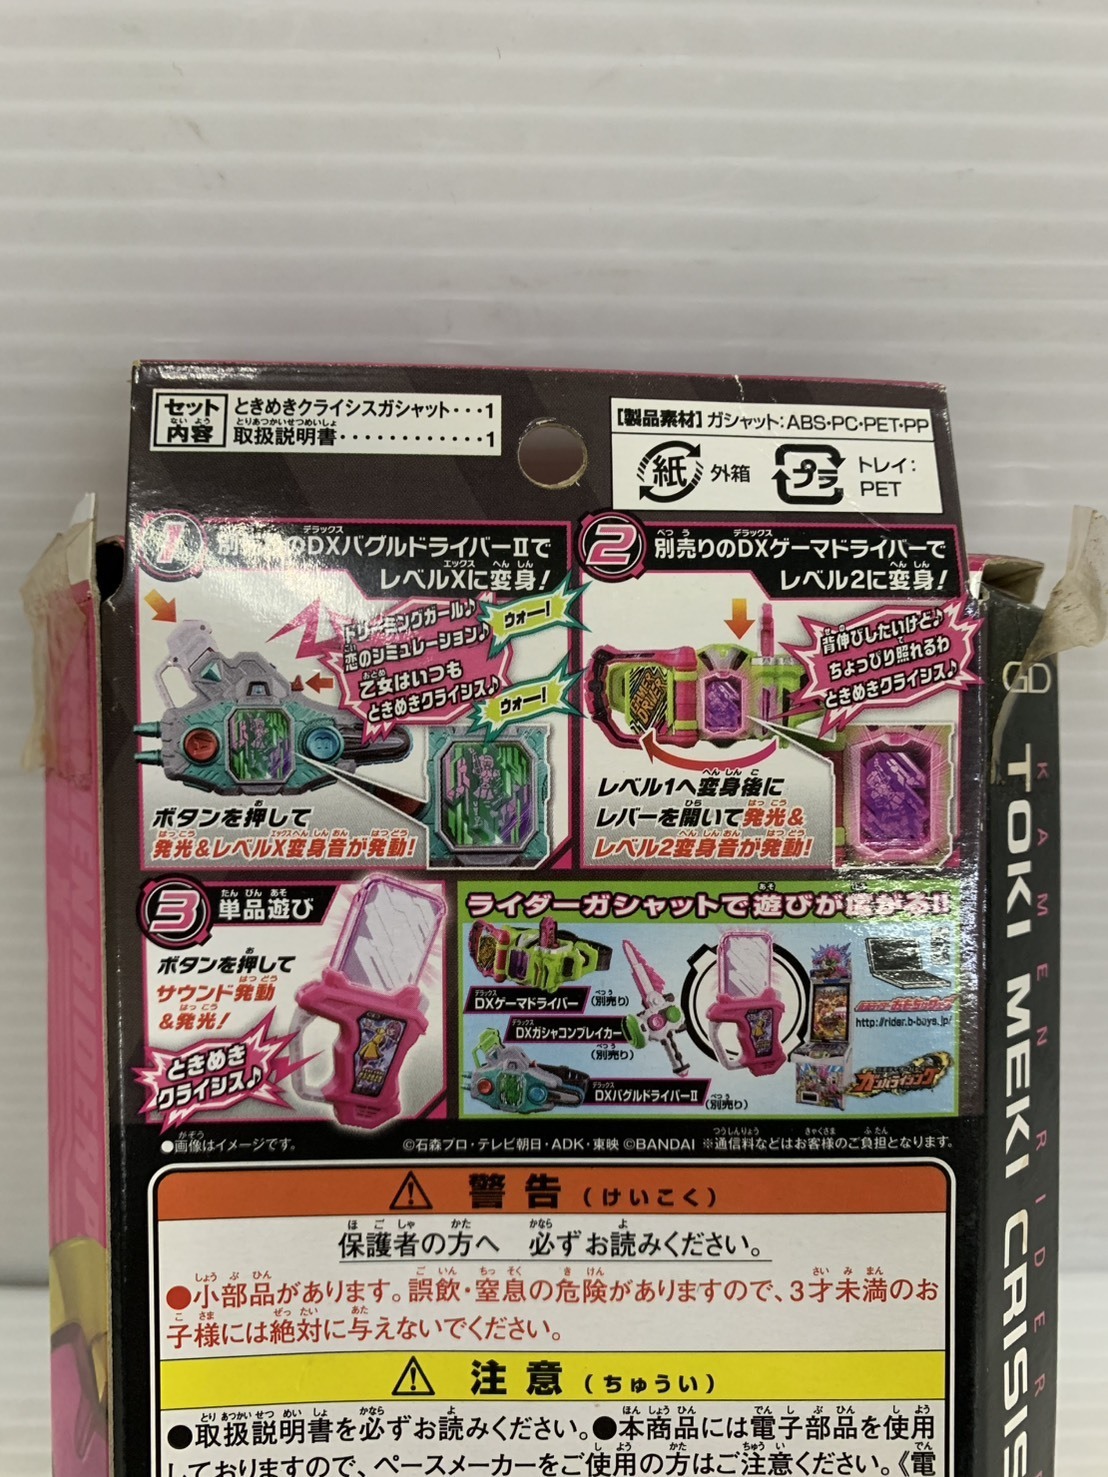 セット内容
ときめきクライシスガシャット・・・1
取扱説明書・・・・・・・・・・・・1
[製品素材] ガシャット:ABS・PC・PET・PP
紙 外箱
プラ トレイ:
PET
1
のDXバグルドライバーIIで
レベルXに変身!
ドリーミングガール♪
恋のシミュレーション♪
乙女はいつも
ときめきクライシス♪
ウォー!
ウォー!
ボタンを押して
発光&レベルX変身音が発動!
2
別売りのDXゲーマドライバーで
レベル2に変身!
背伸びしたいけど♪
ちょっぴり照れるわ
ときめきクライシス♪
レベル1へ変身後に
レバーを開いて発光&
レベル2変身音が発動!
3 単品遊び
ボタンを押して
サウンド発動
&発光!
ときめき
クライシス♪
ライダーガシャットで遊びが広がる!!
DXゲーマドライバー (別売り)
DXガシャコンブレイカー
(別売り)
DXバグルドライバーII (別売り)
http://rider.b-boys.jp/
ガンバライジング
●画像はイメージです。
©石森プロ・テレビ朝日・ADK・東映 ©BANDAI ※通信料などはお客様のご負担となります。
警告(けいこく)
保護者の方へ 必ずお読みください。
●小部品があります。誤飲・窒息の危険がありますので、3才未満のお
子様には絶対に与えないでください。
注意(ちゅうい)
●取扱説明書を必ずお読みください。●本商品には電子部品を使用
しておりますので、ペースメーカーをご使用の方はご注意ください。《電
GD
KAMEN RIDER
TOKI MEKI CRISIS